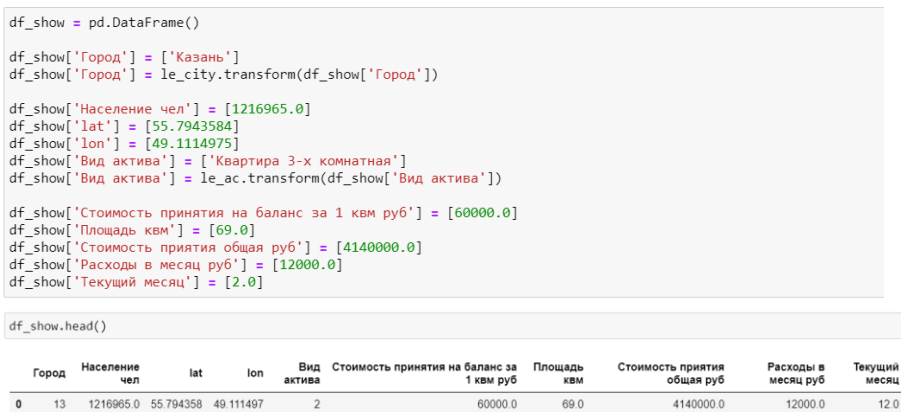 df_show = pd.DataFrame()
df_show['Город'] = ['Казань']
df_show['Город'] = le_city.transform(df_show['Город'])
df_show['Население чел'] = [1216965.0]
df_show['lat'] = [55.7943584]
df_show['lon'] = [49.1114975]
df_show['Вид актива'] = ['Квартира 3-х комнатная']
df_show['Вид актива'] = le_ac.transform(df_show['Вид актива'])
df_show['Стоимость принятия на баланс за 1 квм руб'] = [60000.0]
df_show['Площадь квм'] = [69.0]
df_show['Стоимость приятия общая руб'] = [4140000.0]
df_show['Расходы в месяц руб'] = [12000.0]
df_show['Текущий месяц'] = [2.0]
df_show.head()
Город Население чел lat lon Вид актива Стоимость принятия на баланс за 1 квм руб Площадь квм Стоимость приятия общая руб Расходы в месяц руб Текущий месяц
0 13 1216965.0 55.794358 49.111497 2 60000.0 69.0 4140000.0 12000.0 12.0